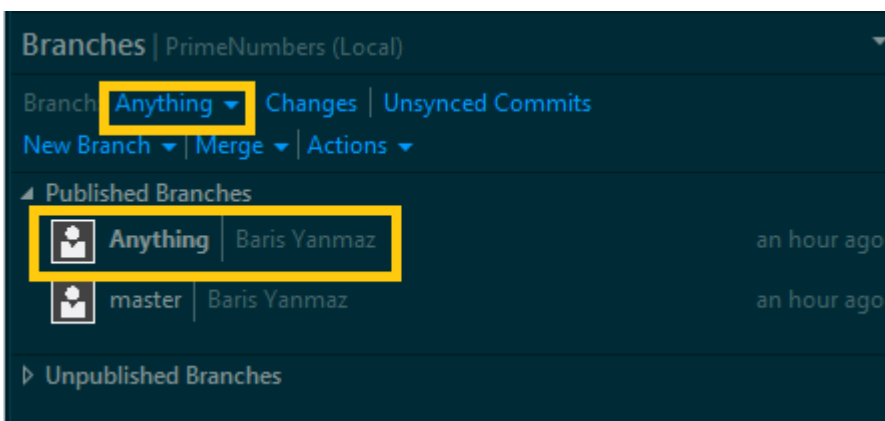 Branches | PrimeNumbers (Local)
Branch: Anything Changes | Unsynced Commits
New Branch | Merge | Actions
Published Branches
Anything | Baris Yanmaz an hour ago
master | Baris Yanmaz an hour ago
Unpublished Branches